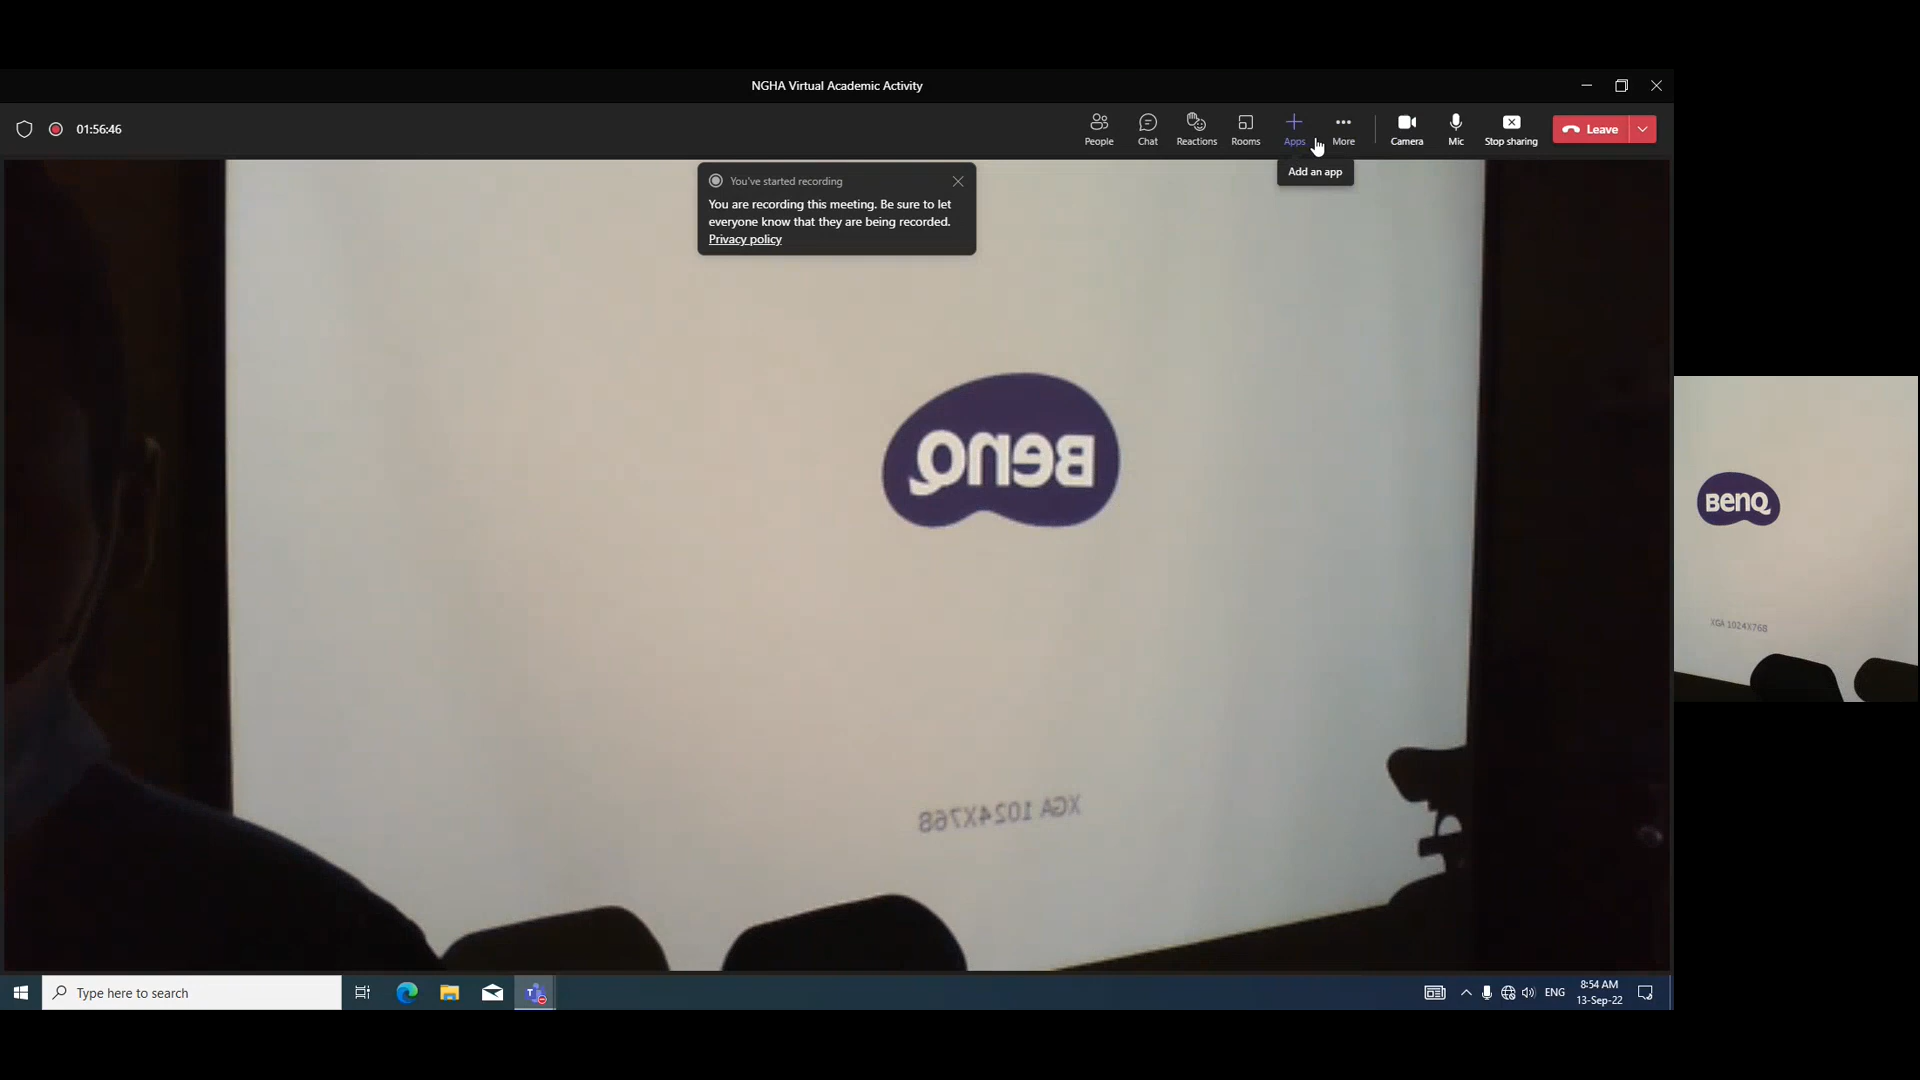 NGHA Virtual Academic Activity
01:56:46
People
Chat
Reactions
Rooms
Apps
More
Camera
Mic
Stop sharing
Leave
Add an app
You've started recording
You are recording this meeting. Be sure to let
everyone know that they are being recorded.
Privacy policy
BenQ
XGA 1024X768
BenQ
XGA 1024X768
Type here to search
ENG
8:54 AM
13-Sep-22